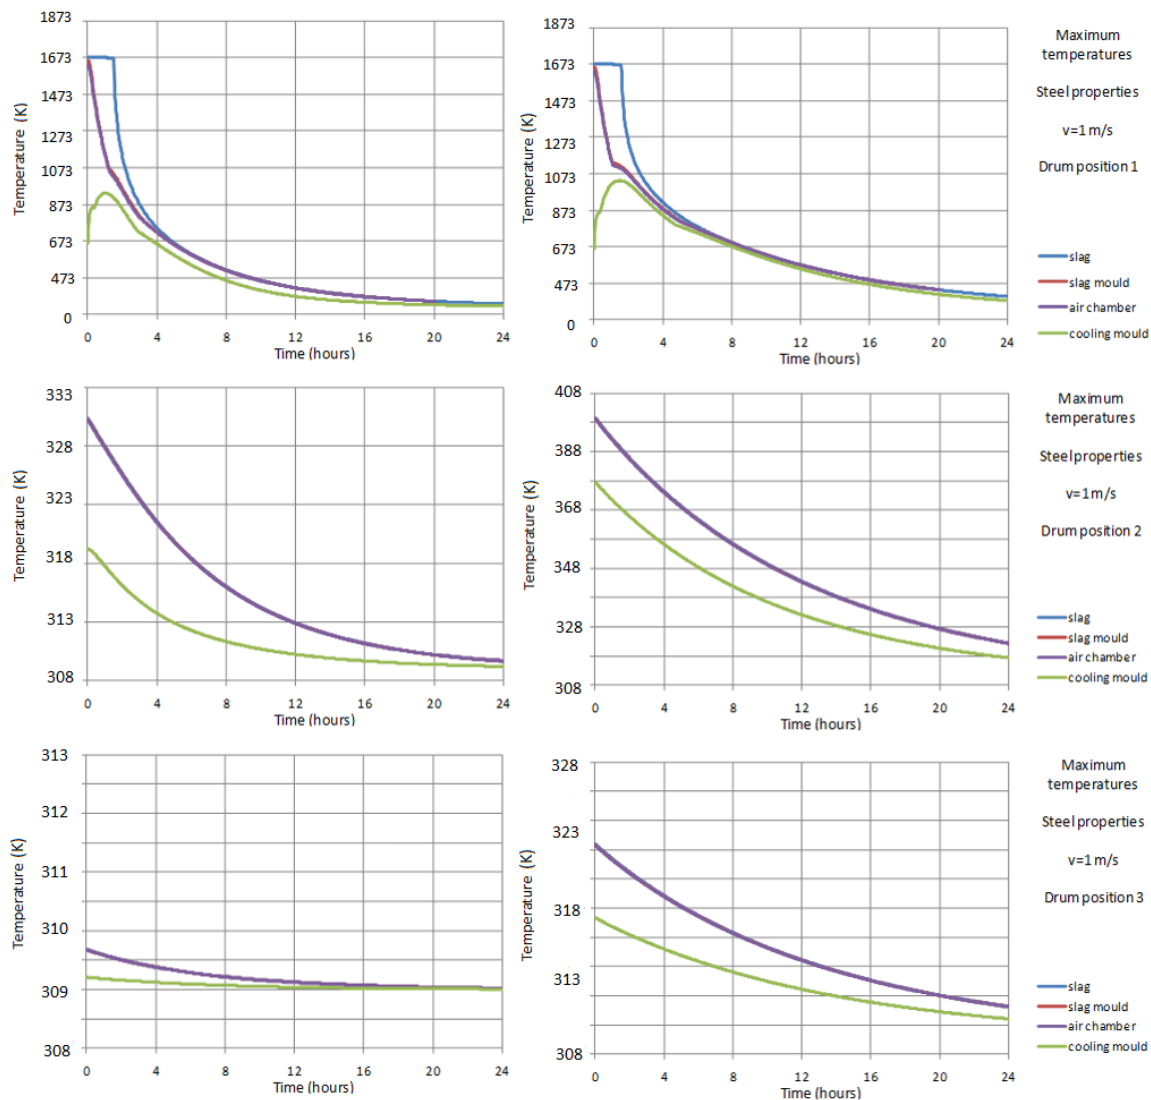 1873
1673
1473
1273
1073
873
673
473
0
Temperature (K)
0 4 8 12 16 20 24
Time (hours)
1873
1673
1473
1273
1073
873
673
473
0
Temperature (K)
0 4 8 12 16 20 24
Time (hours)
Maximum
temperatures
Steel properties
v=1 m/s
Drum position 1
slag
slag mould
air chamber
cooling mould
333
328
323
318
313
308
Temperature (K)
0 4 8 12 16 20 24
Time (hours)
408
388
368
348
328
308
Temperature (K)
0 4 8 12 16 20 24
Time (hours)
Maximum
temperatures
Steel properties
v=1m/s
Drum position 2
slag
slag mould
air chamber
cooling mould
313
312
311
310
309
308
Temperature (K)
0 4 8 12 16 20 24
Time (hours)
328
323
318
313
308
Temperature (K)
0 4 8 12 16 20 24
Time (hours)
Maximum
temperatures
Steel properties
v=1 m/s
Drum position 3
slag
slag mould
air chamber
cooling mould